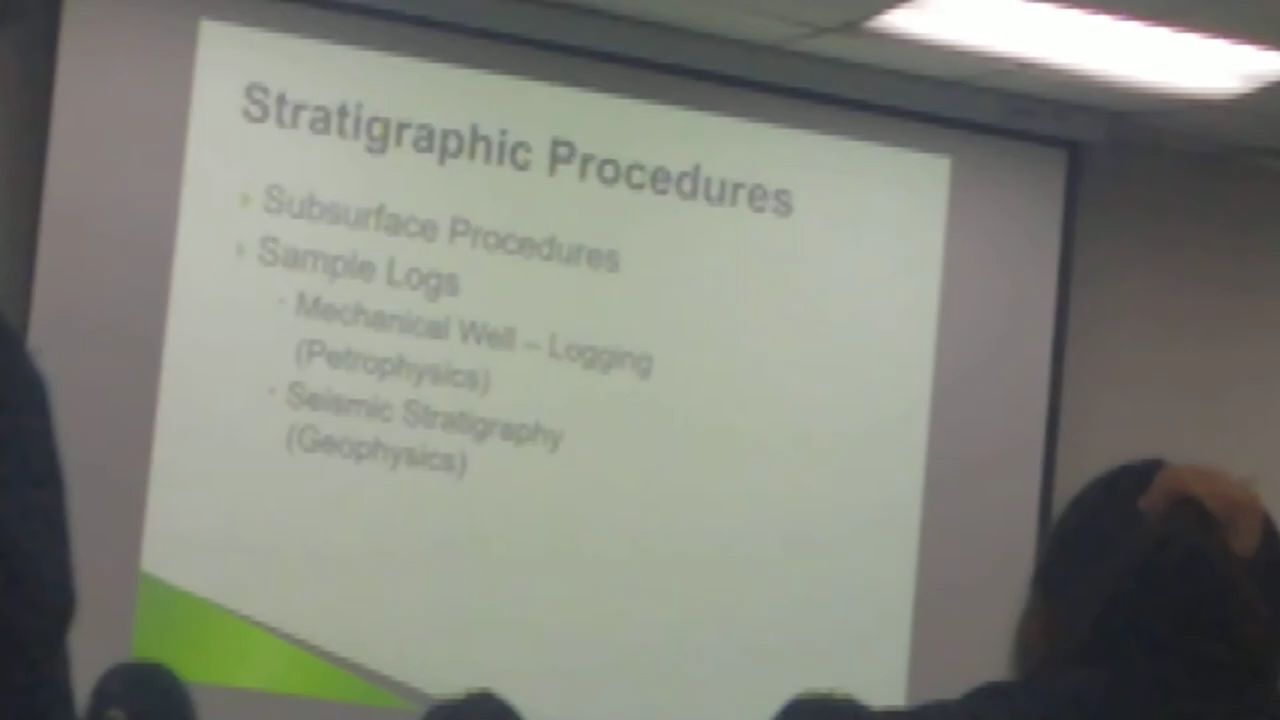 Stratigraphic Procedures
Subsurface Procedures
Sample Logs
Mechanical Well – Logging
(Petrophysics)
Seismic Stratigraphy
(Geophysics)